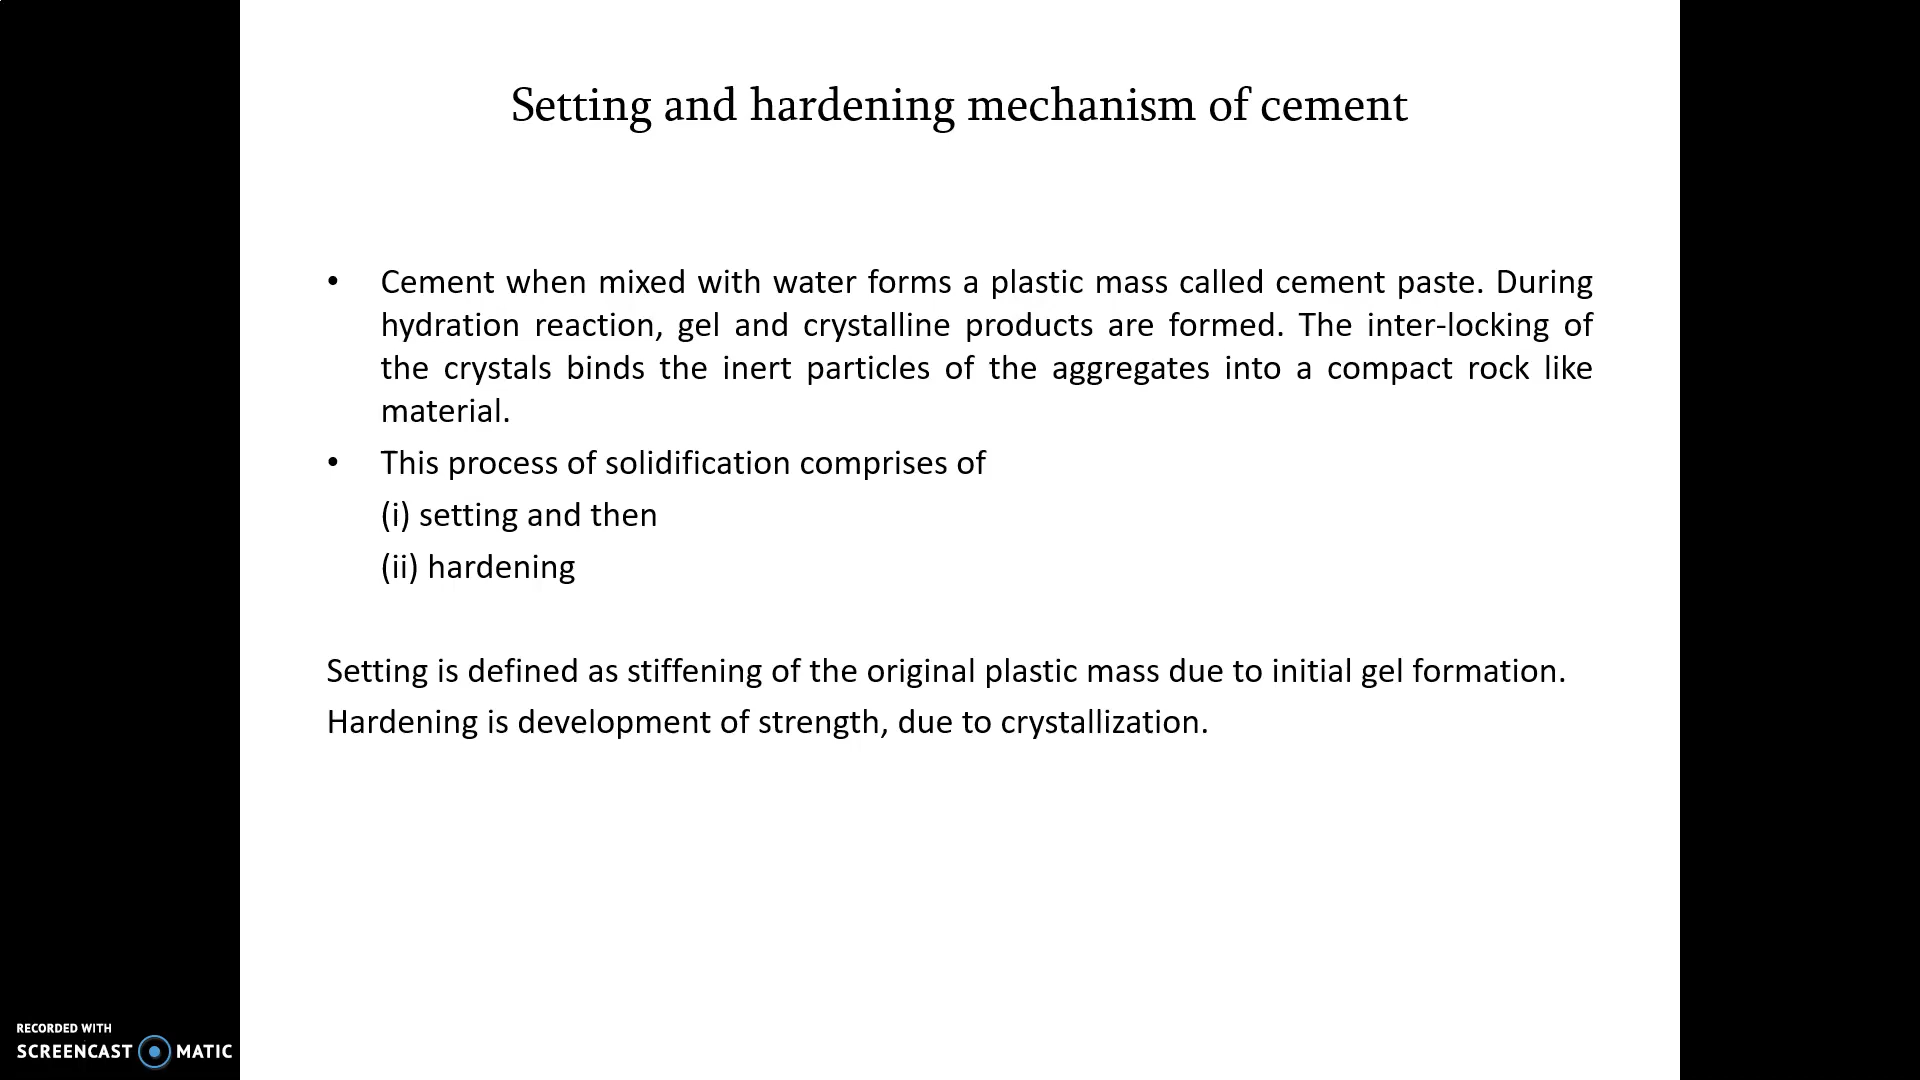 Setting and hardening mechanism of cement
• Cement when mixed with water forms a plastic mass called cement paste. During
hydration reaction, gel and crystalline products are formed. The inter-locking of
the crystals binds the inert particles of the aggregates into a compact rock like
material.
• This process of solidification comprises of
(i) setting and then
(ii) hardening
Setting is defined as stiffening of the original plastic mass due to initial gel formation.
Hardening is development of strength, due to crystallization.
RECORDED WITH
SCREENCAST MATIC